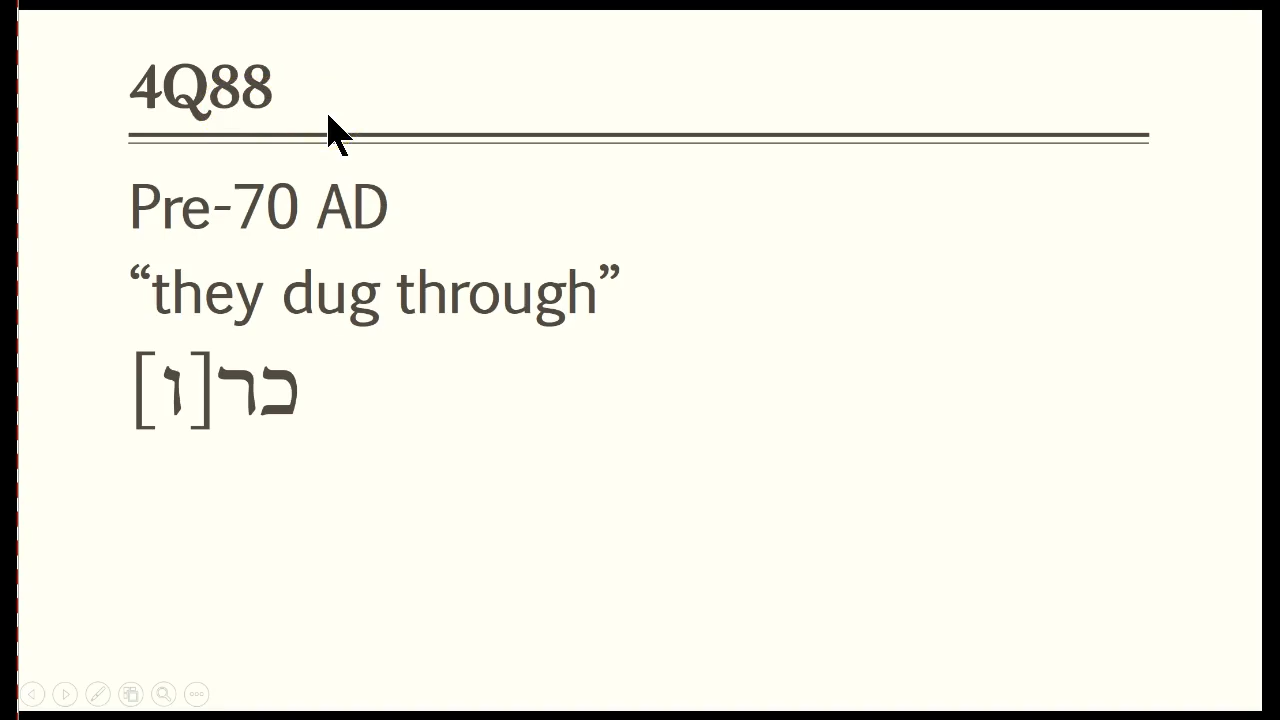 4Q88
Pre-70 AD
“they dug through”
כר[ו]